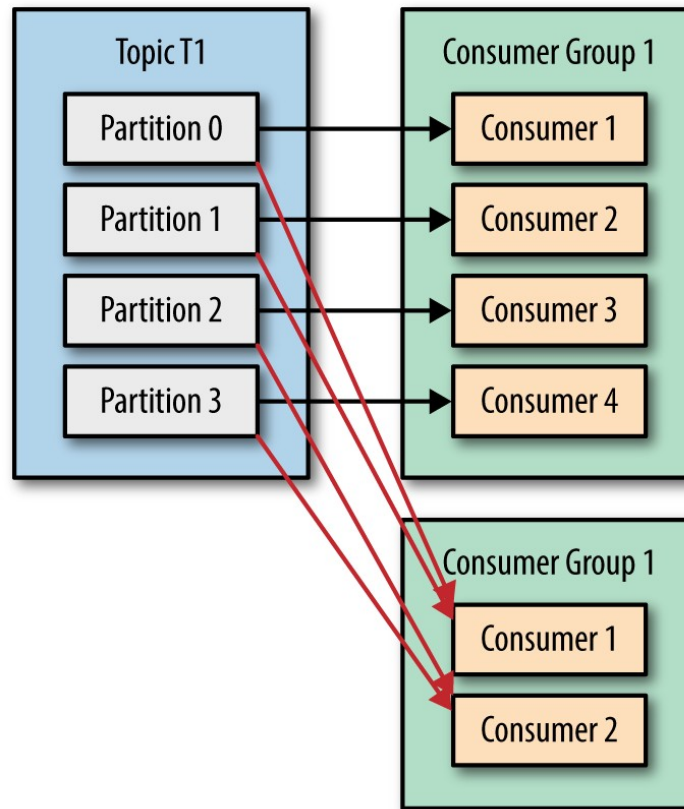 Topic T1
Partition 0
Partition 1
Partition 2
Partition 3
Consumer Group 1
Consumer 1
Consumer 2
Consumer 3
Consumer 4
Consumer Group 1
Consumer 1
Consumer 2